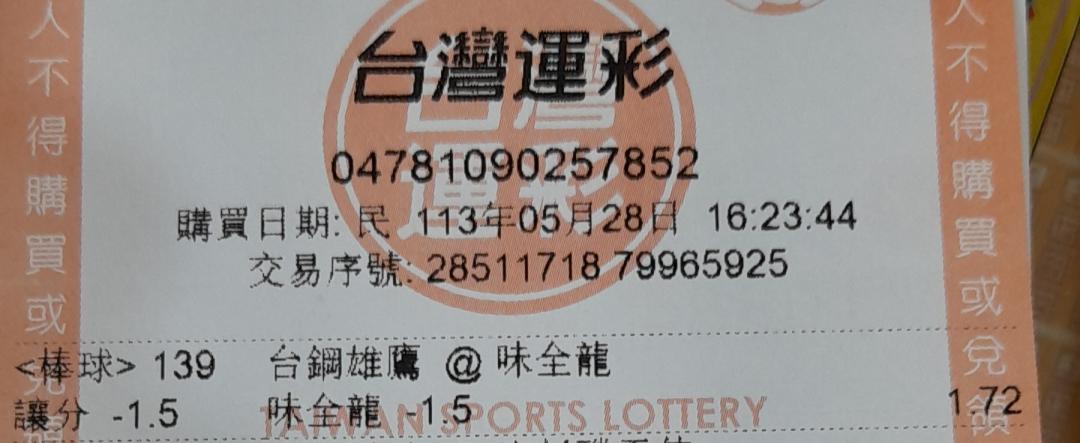 台灣運彩
04781090257852
購買日期: 民 113年05月28日 16:23:44
交易序號: 28511718 79965925
<棒球> 139 台鋼雄鷹 @ 味全龍
讓分 -1.5 味全龍 -1.5 1.72
TAIWAN SPORTS LOTTERY
人不得購買或兌
人不得購買或兌領